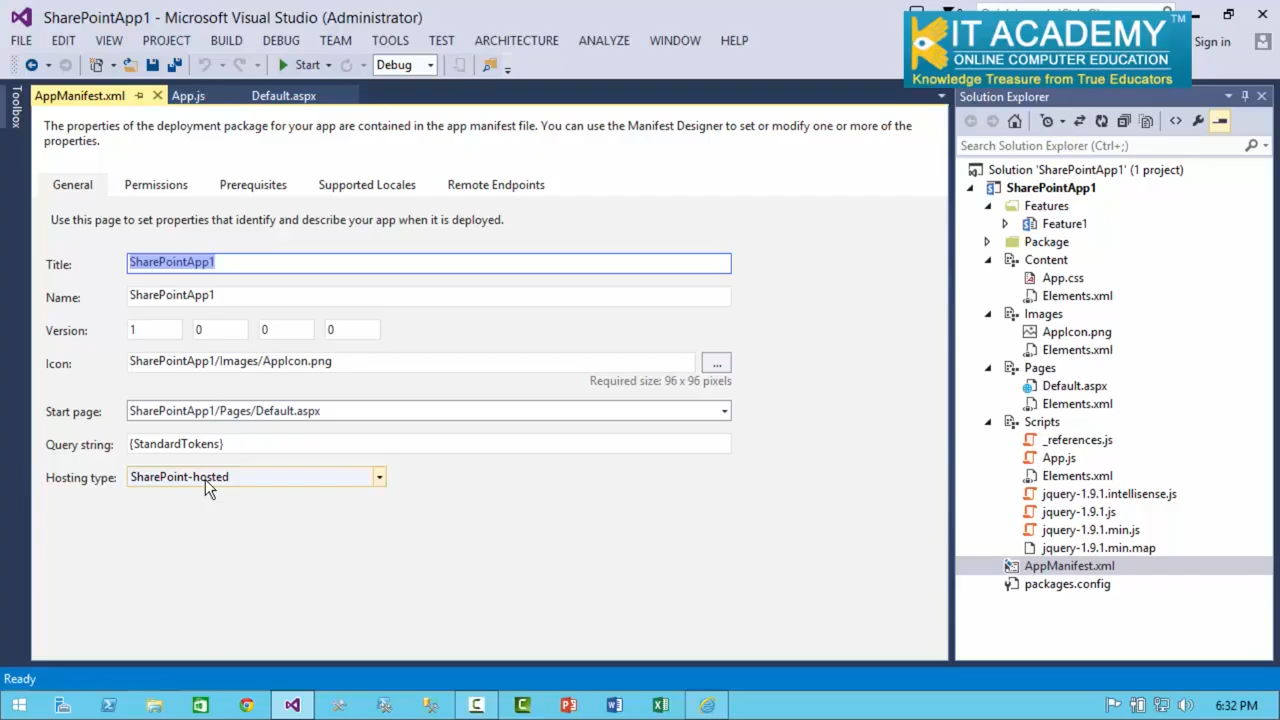 SharePointApp1 - Microsoft Visual Studio (Administrator)
FILE EDIT VIEW PROJECT BUILD DEBUG TEAM TOOLS TEST ARCHITECTURE ANALYZE WINDOW HELP
Sign in
Start Debug
KIT ACADEMY TM
ONLINE COMPUTER EDUCATION
Knowledge Treasure from True Educators
Toolbox
AppManifest.xml App.js Default.aspx
The properties of the deployment package for your app are contained in the app manifest file. You can use the Manifest Designer to set or modify one or more of the
properties.
General Permissions Prerequisites Supported Locales Remote Endpoints
Use this page to set properties that identify and describe your app when it is deployed.
Title: SharePointApp1
Name: SharePointApp1
Version: 1 0 0 0
Icon: SharePointApp1/Images/AppIcon.png ...
Required size: 96 x 96 pixels
Start page: SharePointApp1/Pages/Default.aspx
Query string: {StandardTokens}
Hosting type: SharePoint-hosted
Solution Explorer
Search Solution Explorer (Ctrl+;)
Solution 'SharePointApp1' (1 project)
SharePointApp1
Features
Feature1
Package
Content
App.css
Elements.xml
Images
AppIcon.png
Elements.xml
Pages
Default.aspx
Elements.xml
Scripts
_references.js
App.js
Elements.xml
jquery-1.9.1.intellisense.js
jquery-1.9.1.js
jquery-1.9.1.min.js
jquery-1.9.1.min.map
AppManifest.xml
packages.config
Ready
6:32 PM